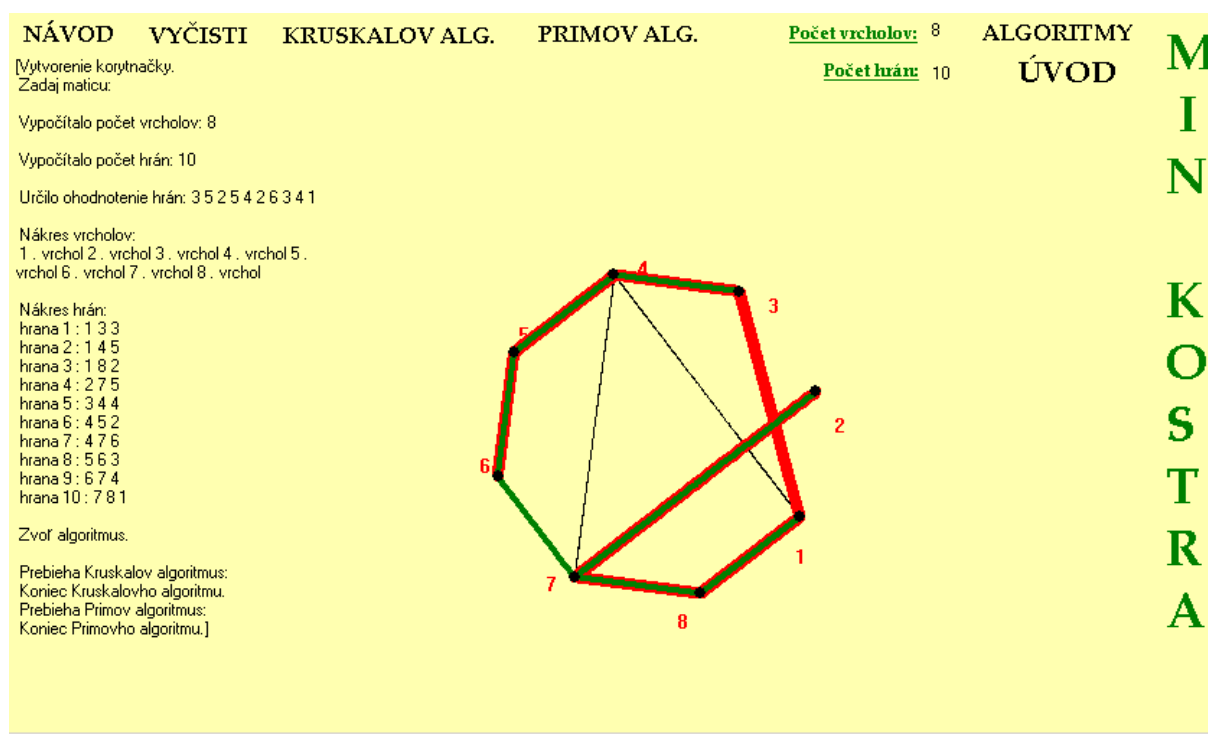 NÁVOD VYČISTI KRUSKALOV ALG. PRIMOV ALG. Počet vrcholov: 8 ALGORITMY
Počet hrán: 10 ÚVOD
[Vytvorenie korytnačky.
Zadaj maticu:
Vypočítalo počet vrcholov: 8
Vypočítalo počet hrán: 10
Určilo ohodnotenie hrán: 3 5 2 5 4 2 6 3 4 1
Nákres vrcholov:
1 . vrchol 2 . vrchol 3 . vrchol 4 . vrchol 5 .
vrchol 6 . vrchol 7 . vrchol 8 . vrchol
Nákres hrán:
hrana 1 : 1 3 3
hrana 2 : 1 4 5
hrana 3 : 1 8 2
hrana 4 : 2 7 5
hrana 5 : 3 4 4
hrana 6 : 4 5 2
hrana 7 : 4 7 6
hrana 8 : 5 6 3
hrana 9 : 6 7 4
hrana 10 : 7 8 1
Zvoľ algoritmus.
Prebieha Kruskalov algoritmus:
Koniec Kruskalovho algoritmu.
Prebieha Primov algoritmus:
Koniec Primovho algoritmu.]
4
3
5
2
6
1
7
8
M
I
N
K
O
S
T
R
A